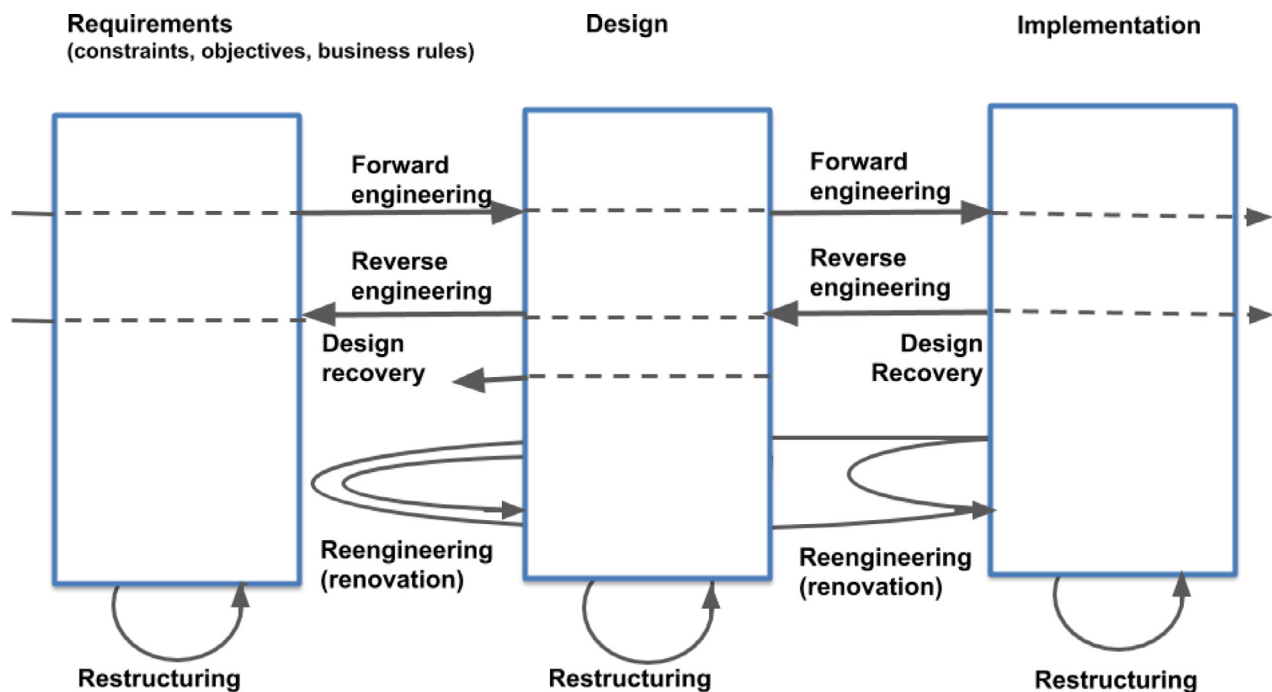 Requirements
(constraints, objectives, business rules)
Design
Implementation
Forward
engineering
Forward
engineering
Reverse
engineering
Reverse
engineering
Design
recovery
Design
Recovery
Reengineering
(renovation)
Reengineering
(renovation)
Restructuring
Restructuring
Restructuring